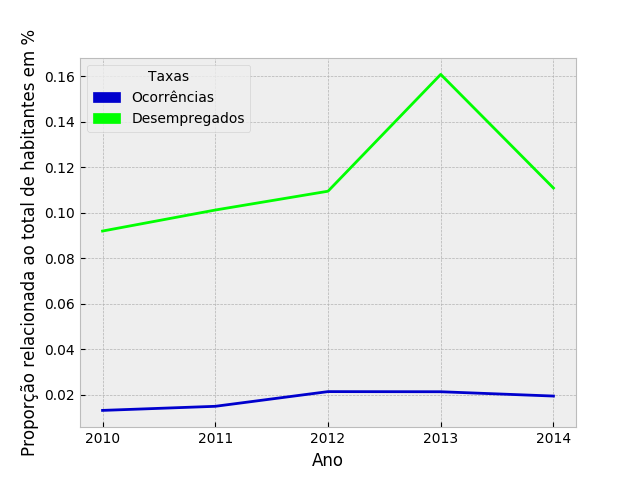 Proporção relacionada ao total de habitantes em %
Taxas
Ocorrências
Desempregados
0.16
0.14
0.12
0.10
0.08
0.06
0.04
0.02
2010 2011 2012 2013 2014
Ano